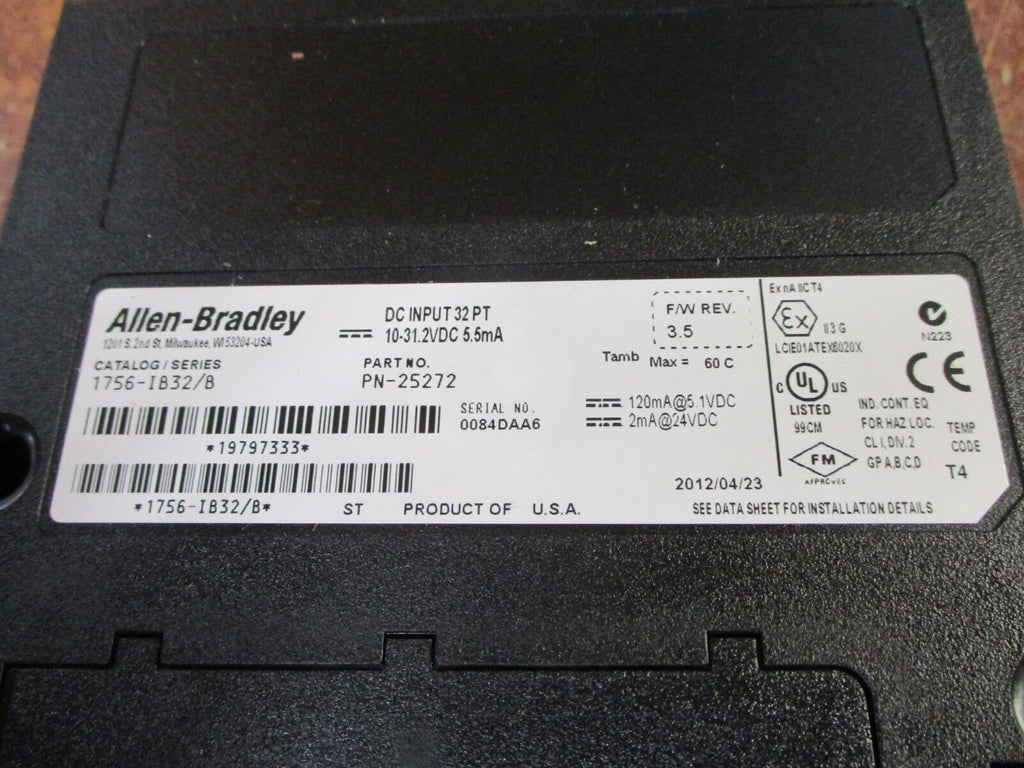 Allen-Bradley
1201 S. 2nd St, Milwaukee, WI 53204-USA
CATALOG / SERIES
1756-IB32/B
DC INPUT 32 PT
10-31.2VDC 5.5mA
PART NO.
PN-25272
F/W REV.
3.5
Tamb Max = 60 C
*19797333*
SERIAL NO.
0084DAA6
120mA@5.1VDC
2mA@24VDC
*1756-IB32/B*
ST PRODUCT OF U.S.A.
2012/04/23
SEE DATA SHEET FOR INSTALLATION DETAILS
Ex nA IIC T4
Ex II 3 G
LCIE01ATEX6020X
N223
C UL US
LISTED
99CM
CE
IND. CONT. EQ
FOR HAZ LOC.
CL I, DIV. 2
GP A,B,C,D
FM
APPROVED
TEMP
CODE
T4